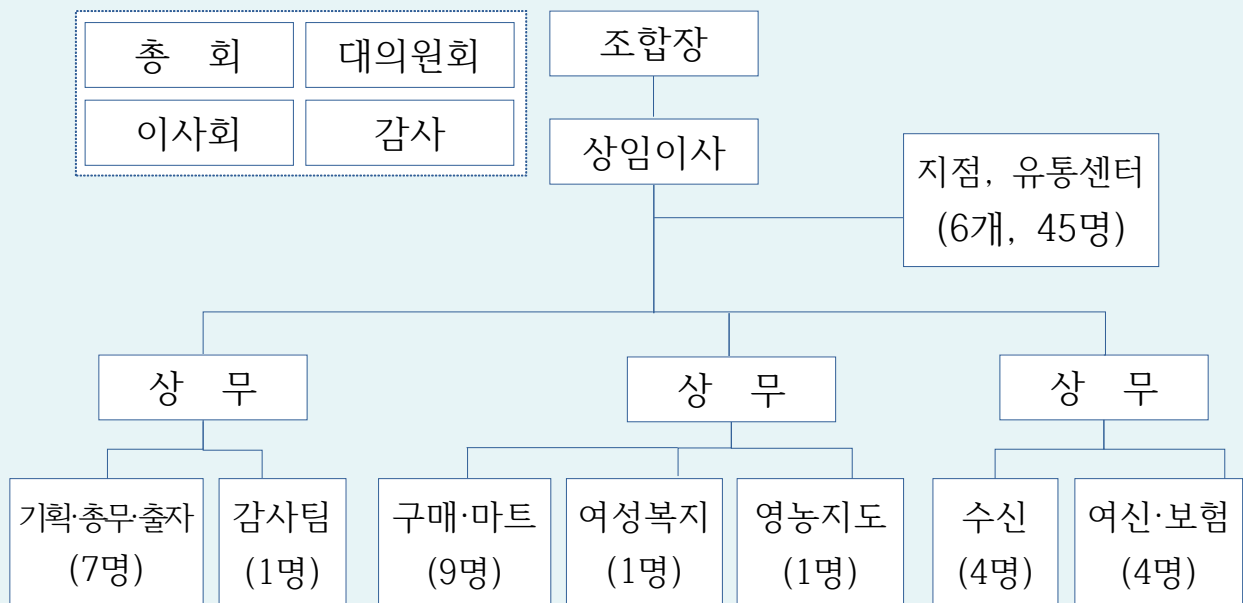 총 회
대의원회
이사회
감사
조합장
상임이사
지점, 유통센터
(6개, 45명)
상 무
상 무
상 무
기획·총무·출자
(7명)
감사팀
(1명)
구매·마트
(9명)
여성복지
(1명)
영농지도
(1명)
수신
(4명)
여신·보험
(4명)